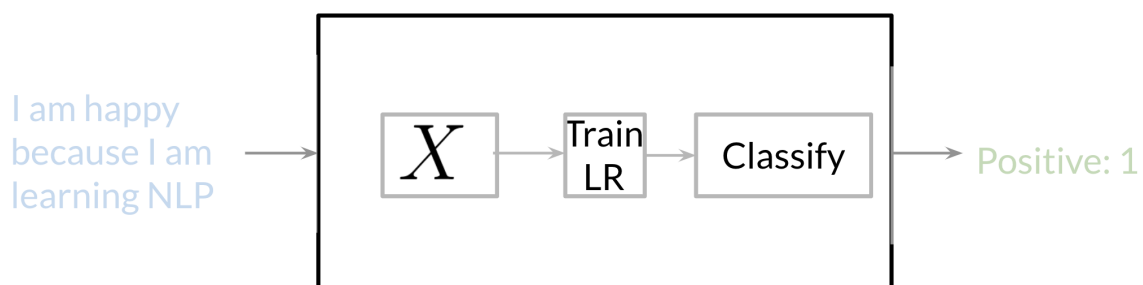 I am happy
because I am
learning NLP
X
Train
LR
Classify
Positive: 1